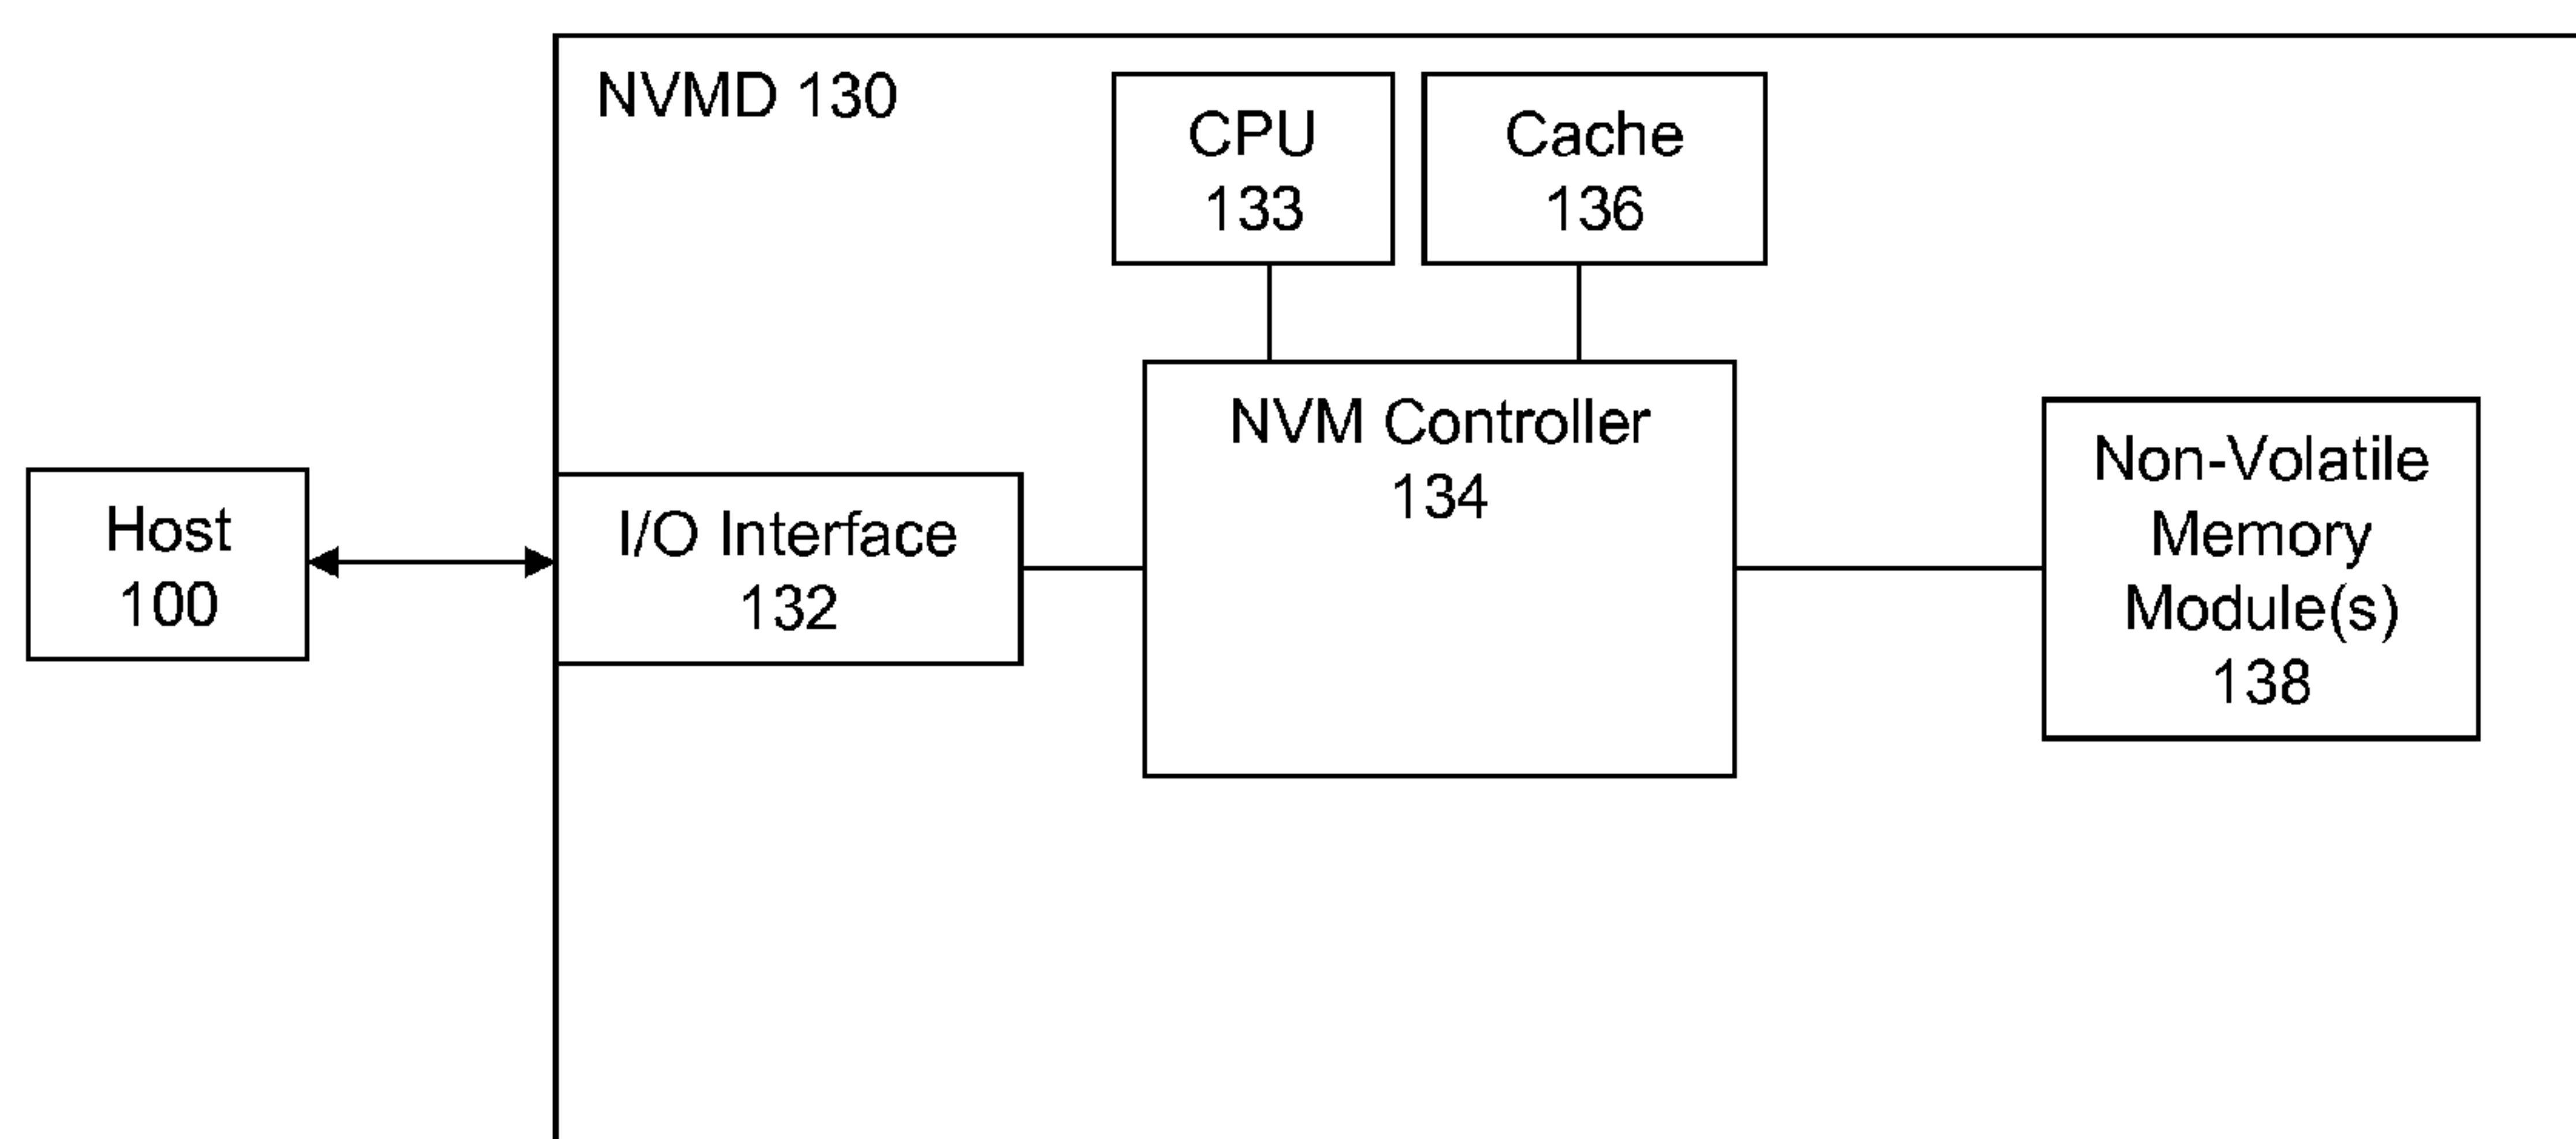 NVMD 130
CPU
133
Cache
136
Host
100
I/O Interface
132
NVM Controller
134
Non-Volatile
Memory
Module(s)
138